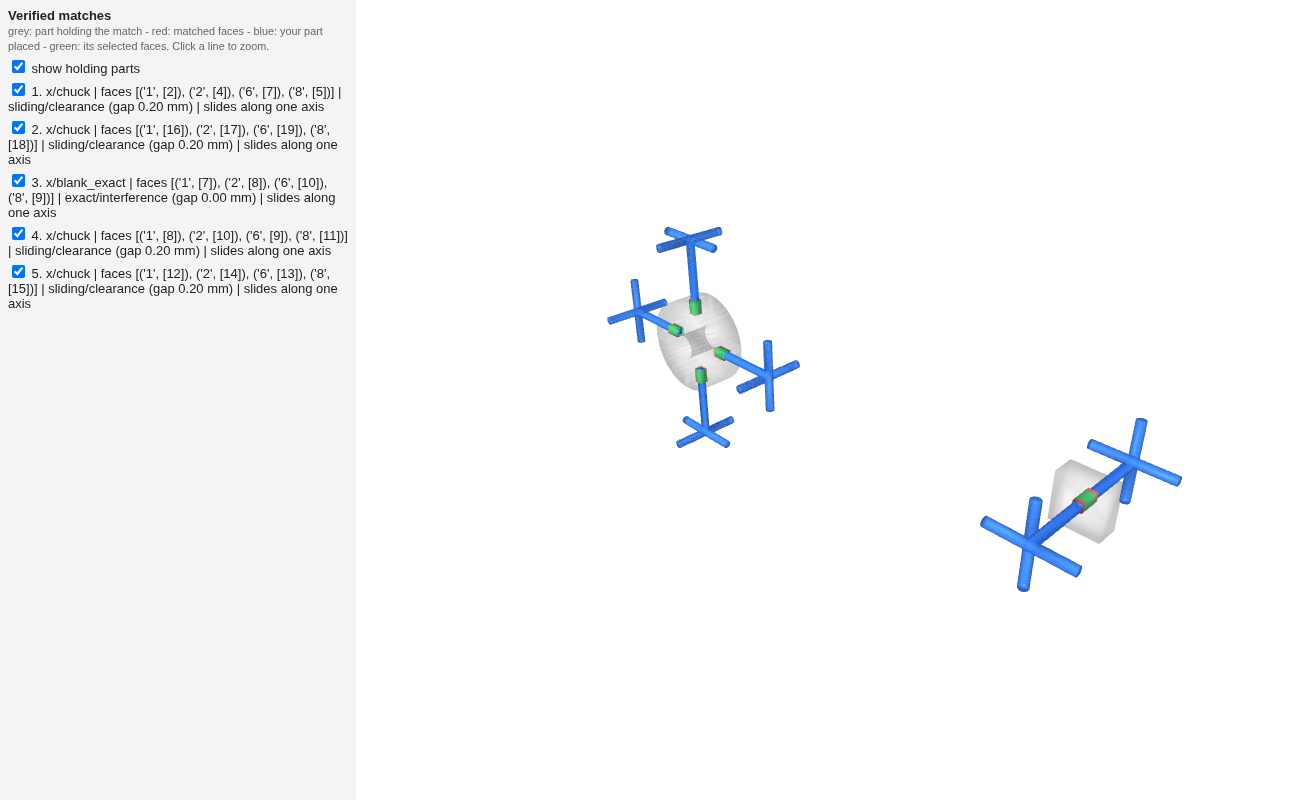 Verified matches
grey: part holding the match - red: matched faces - blue: your part
placed - green: its selected faces. Click a line to zoom.
show holding parts
1. x/chuck | faces [('1', [2]), ('2', [4]), ('6', [7]), ('8', [5])] |
sliding/clearance (gap 0.20 mm) | slides along one axis
2. x/chuck | faces [('1', [16]), ('2', [17]), ('6', [19]), ('8',
[18])] | sliding/clearance (gap 0.20 mm) | slides along one
axis
3. x/blank_exact | faces [('1', [7]), ('2', [8]), ('6', [10]),
('8', [9])] | exact/interference (gap 0.00 mm) | slides along
one axis
4. x/chuck | faces [('1', [8]), ('2', [10]), ('6', [9]), ('8', [11])]
| sliding/clearance (gap 0.20 mm) | slides along one axis
5. x/chuck | faces [('1', [12]), ('2', [14]), ('6', [13]), ('8',
[15])] | sliding/clearance (gap 0.20 mm) | slides along one
axis